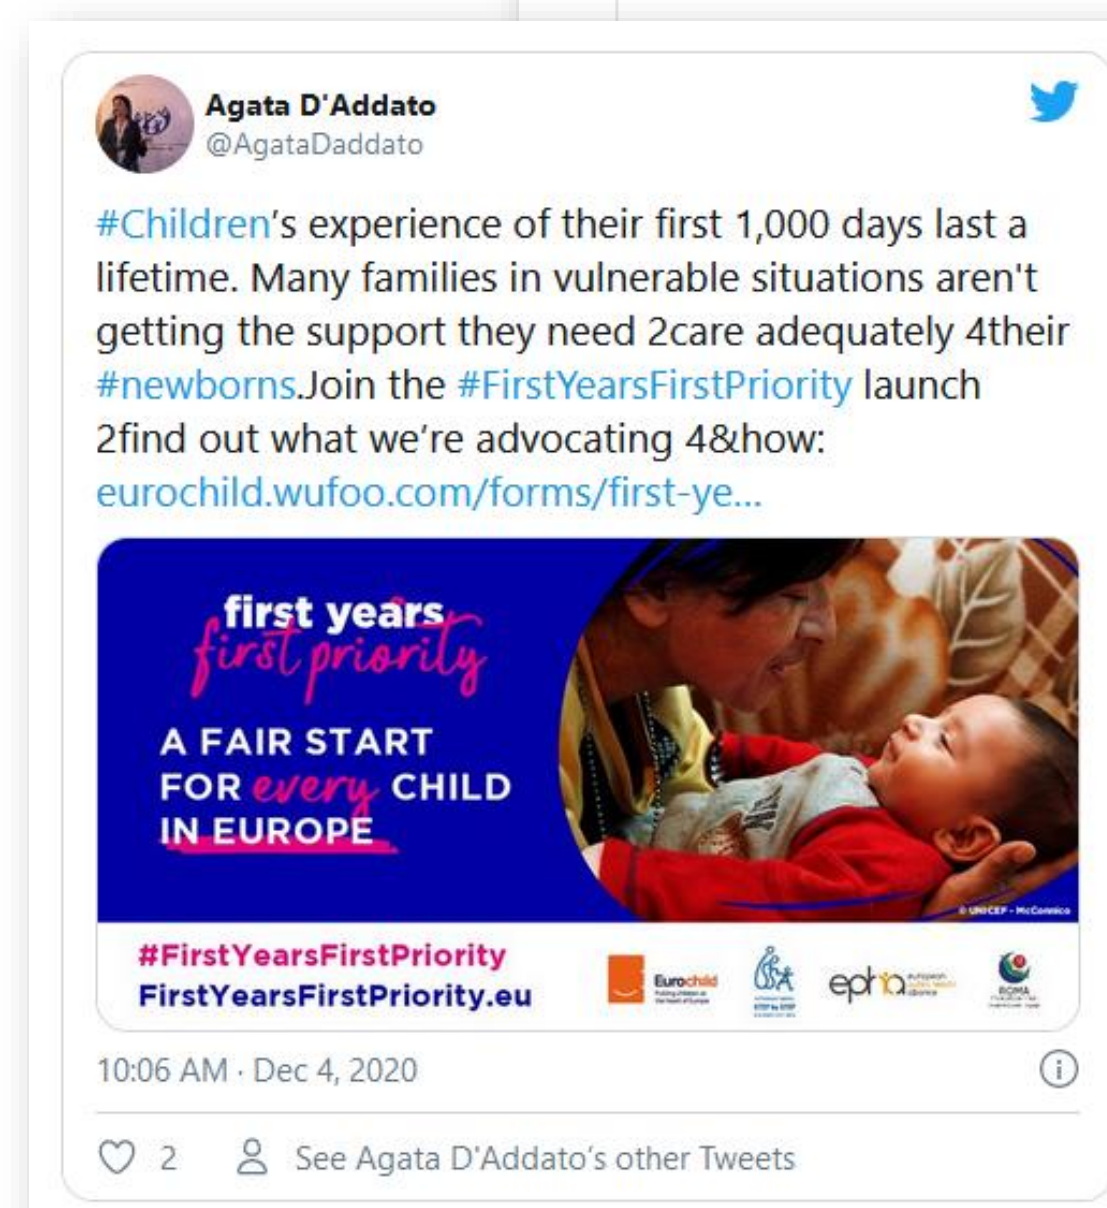 Agata D'Addato
@AgataDaddato
#Children's experience of their first 1,000 days last a
lifetime. Many families in vulnerable situations aren't
getting the support they need 2care adequately 4their
#newborns.Join the #FirstYearsFirstPriority launch
2find out what we're advocating 4&how:
eurochild.wufoo.com/forms/first-ye...
first years
first priority
A FAIR START
FOR every CHILD
IN EUROPE
© UNICEF - McConnico
#FirstYearsFirstPriority
FirstYearsFirstPriority.eu
Eurochild
epha
ROMA
10:06 AM · Dec 4, 2020
2
See Agata D'Addato's other Tweets